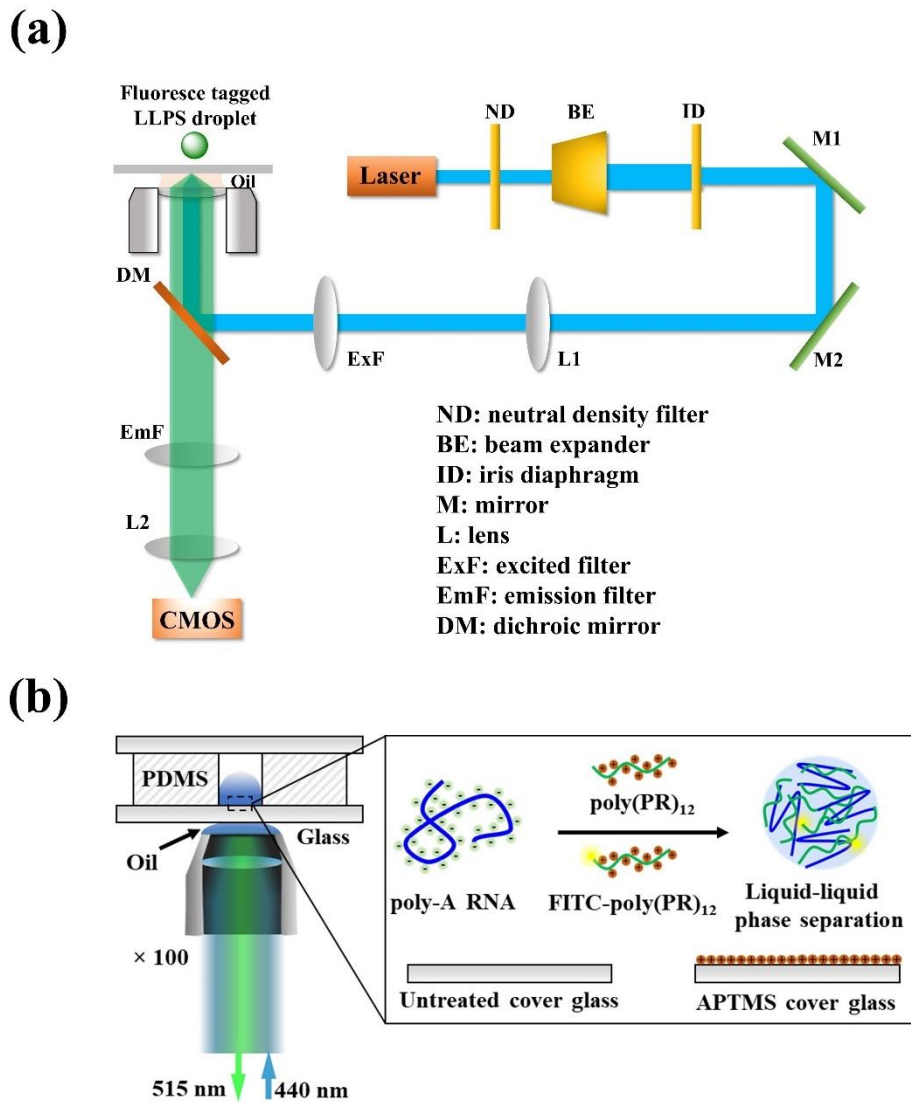 (a)
Fluoresce tagged
LLPS droplet
Oil
ND
BE
ID
M1
Laser
DM
ExF
L1
M2
EmF
L2
CMOS
ND: neutral density filter
BE: beam expander
ID: iris diaphragm
M: mirror
L: lens
ExF: excited filter
EmF: emission filter
DM: dichroic mirror
(b)
PDMS
Glass
Oil
× 100
515 nm
440 nm
poly-A RNA
poly(PR)₁₂
FITC-poly(PR)₁₂
Liquid-liquid
phase separation
Untreated cover glass
APTMS cover glass